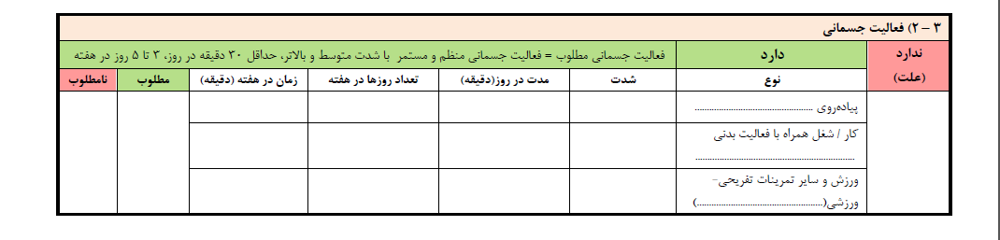 ۳ – ۲) فعالیت جسمانی
ندارد
(علت)
دارد
فعالیت جسمانی مطلوب = فعالیت جسمانی منظم و مستمر با شدت متوسط و بالاتر، حداقل ۳۰ دقیقه در روز، ۳ تا ۵ روز در هفته
نوع شدت مدت در روز(دقیقه) تعداد روزها در هفته زمان در هفته (دقیقه) مطلوب نامطلوب
پیاده‌روی ................................................
کار / شغل همراه با فعالیت بدنی
.................................................................
ورزش و سایر تمرینات تفریحی-
ورزشی(...................................................)